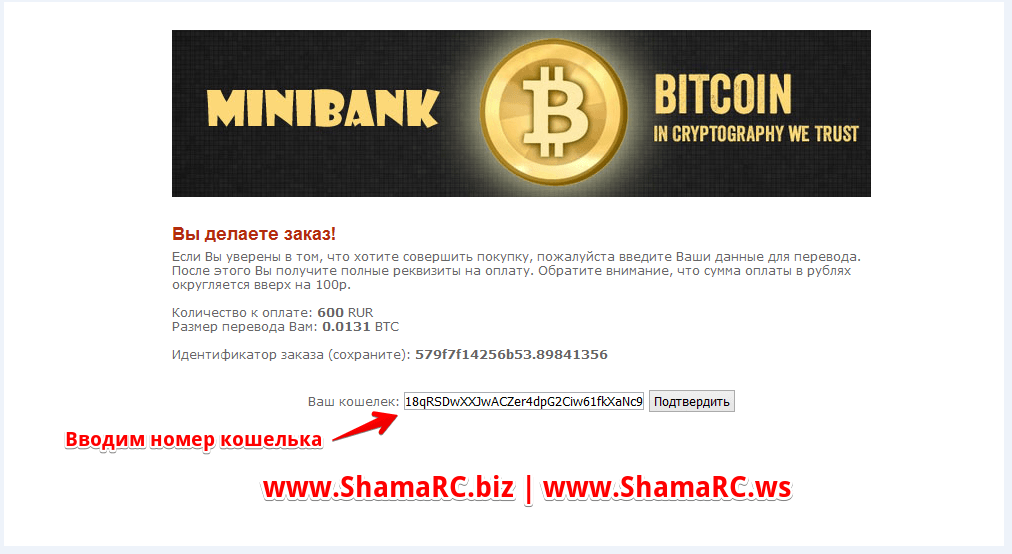 MINIBANK
BITCOIN
IN CRYPTOGRAPHY WE TRUST
Вы делаете заказ!
Если Вы уверены в том, что хотите совершить покупку, пожалуйста введите Ваши данные для перевода.
После этого Вы получите полные реквизиты на оплату. Обратите внимание, что сумма оплаты в рублях
округляется вверх на 100р.
Количество к оплате: 600 RUR
Размер перевода Вам: 0.0131 BTC
Идентификатор заказа (сохраните): 579f7f14256b53.89841356
Ваш кошелек: 18qRSDwXXJwACZer4dpG2Ciw61fkXaNc9 Подтвердить
Вводим номер кошелька
www.ShamaRC.biz | www.ShamaRC.ws